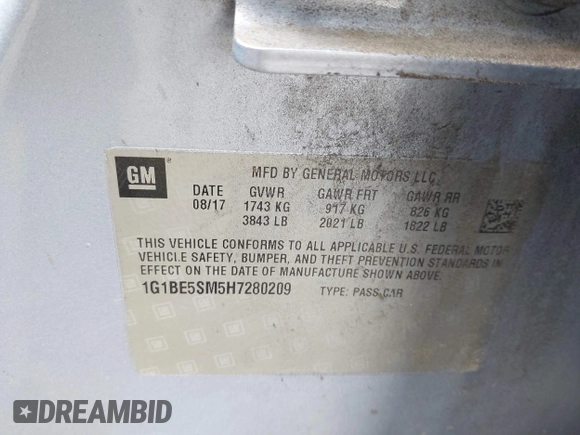 GM
MFD BY GENERAL MOTORS LLC
DATE GVWR GAWR FRT GAWR RR
08/17 1743 KG 917 KG 826 KG
3843 LB 2021 LB 1822 LB
THIS VEHICLE CONFORMS TO ALL APPLICABLE U.S. FEDERAL MOTOR
VEHICLE SAFETY, BUMPER, AND THEFT PREVENTION STANDARDS IN
EFFECT ON THE DATE OF MANUFACTURE SHOWN ABOVE.
1G1BE5SM5H7280209 TYPE: PASS CAR
DREAMBID